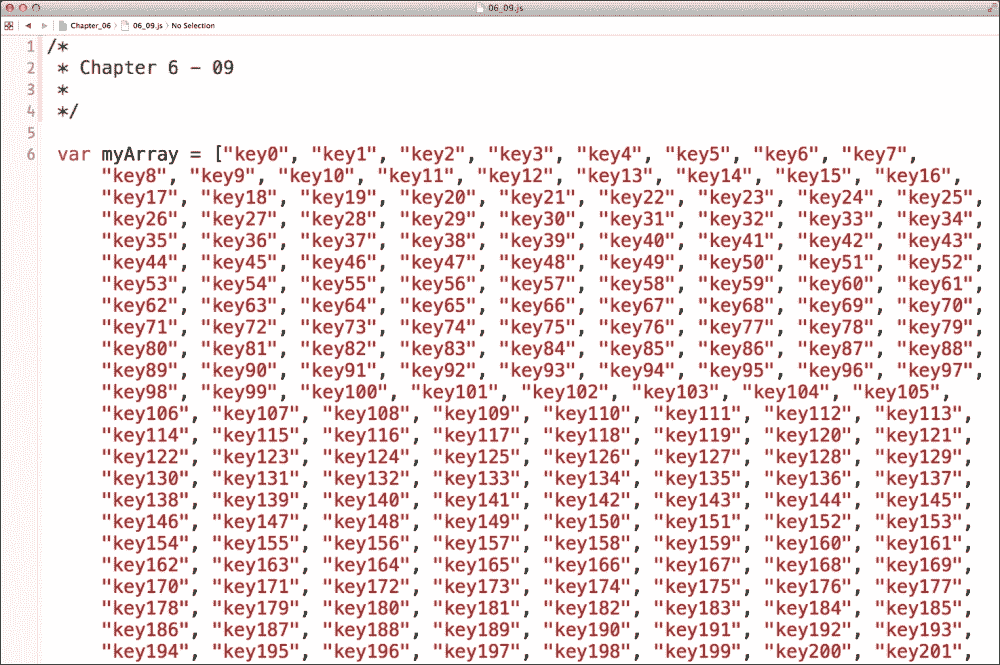 06_09.js
Chapter_06 › 06_09.js › No Selection
1 /*
2  * Chapter 6 - 09
3  *
4  */
5
6 var myArray = ["key0", "key1", "key2", "key3", "key4", "key5", "key6", "key7",
"key8", "key9", "key10", "key11", "key12", "key13", "key14", "key15", "key16",
"key17", "key18", "key19", "key20", "key21", "key22", "key23", "key24", "key25",
"key26", "key27", "key28", "key29", "key30", "key31", "key32", "key33", "key34",
"key35", "key36", "key37", "key38", "key39", "key40", "key41", "key42", "key43",
"key44", "key45", "key46", "key47", "key48", "key49", "key50", "key51", "key52",
"key53", "key54", "key55", "key56", "key57", "key58", "key59", "key60", "key61",
"key62", "key63", "key64", "key65", "key66", "key67", "key68", "key69", "key70",
"key71", "key72", "key73", "key74", "key75", "key76", "key77", "key78", "key79",
"key80", "key81", "key82", "key83", "key84", "key85", "key86", "key87", "key88",
"key89", "key90", "key91", "key92", "key93", "key94", "key95", "key96", "key97",
"key98", "key99", "key100", "key101", "key102", "key103", "key104", "key105",
"key106", "key107", "key108", "key109", "key110", "key111", "key112", "key113",
"key114", "key115", "key116", "key117", "key118", "key119", "key120", "key121",
"key122", "key123", "key124", "key125", "key126", "key127", "key128", "key129",
"key130", "key131", "key132", "key133", "key134", "key135", "key136", "key137",
"key138", "key139", "key140", "key141", "key142", "key143", "key144", "key145",
"key146", "key147", "key148", "key149", "key150", "key151", "key152", "key153",
"key154", "key155", "key156", "key157", "key158", "key159", "key160", "key161",
"key162", "key163", "key164", "key165", "key166", "key167", "key168", "key169",
"key170", "key171", "key172", "key173", "key174", "key175", "key176", "key177",
"key178", "key179", "key180", "key181", "key182", "key183", "key184", "key185",
"key186", "key187", "key188", "key189", "key190", "key191", "key192", "key193",
"key194", "key195", "key196", "key197", "key198", "key199", "key200", "key201",